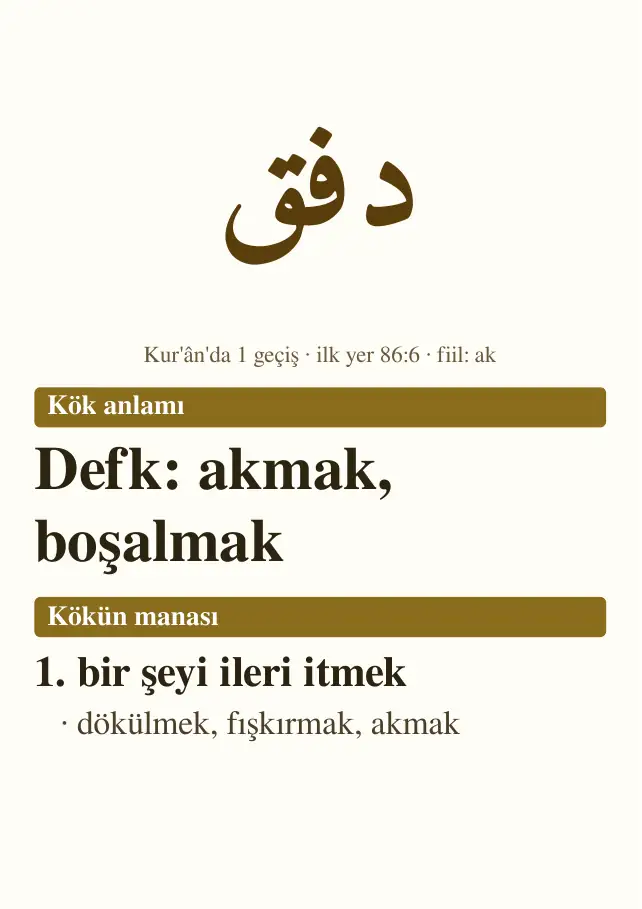 دفق
Kur'ân'da 1 geçiş · ilk yer 86:6 · fiil: ak
Kök anlamı
Defk: akmak,
boşalmak
Kökün manası
1. bir şeyi ileri itmek
· dökülmek, fışkırmak, akmak